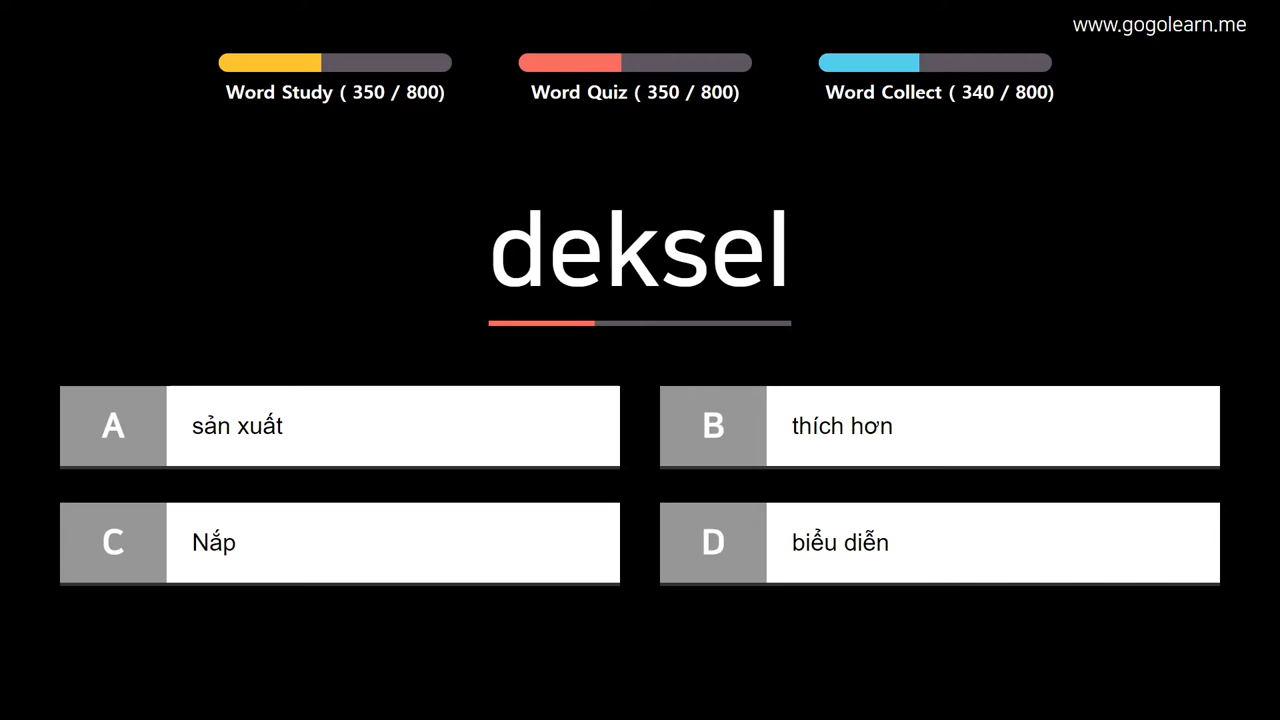 www.gogolearn.me
Word Study ( 350 / 800)
Word Quiz ( 350 / 800)
Word Collect ( 340 / 800)
deksel
A sản xuất
B thích hơn
C Nắp
D biểu diễn